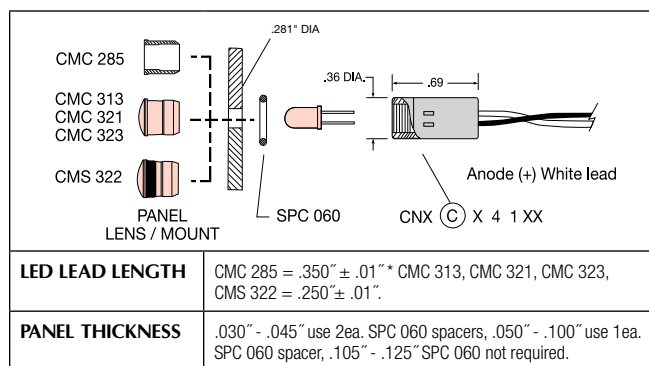 .281" DIA
CMC 285
CMC 313
CMC 321
CMC 323
CMS 322
PANEL
LENS / MOUNT
SPC 060
.36 DIA.
.69
Anode (+) White lead
CNX C X 4 1 XX
LED LEAD LENGTH
CMC 285 = .350˝ ± .01˝ * CMC 313, CMC 321, CMC 323,
CMS 322 = .250˝± .01˝.
PANEL THICKNESS
.030˝ - .045˝ use 2ea. SPC 060 spacers, .050˝ - .100˝ use 1ea.
SPC 060 spacer, .105˝ - .125˝ SPC 060 not required.